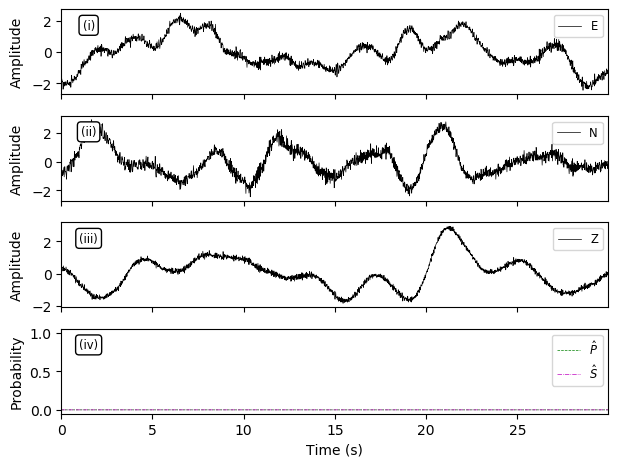 (i)
E
Amplitude
2
0
−2
(ii)
N
Amplitude
2
0
−2
(iii)
Z
Amplitude
2
0
−2
(iv)
P̂
Ŝ
Probability
1.0
0.5
0.0
0 5 10 15 20 25
Time (s)